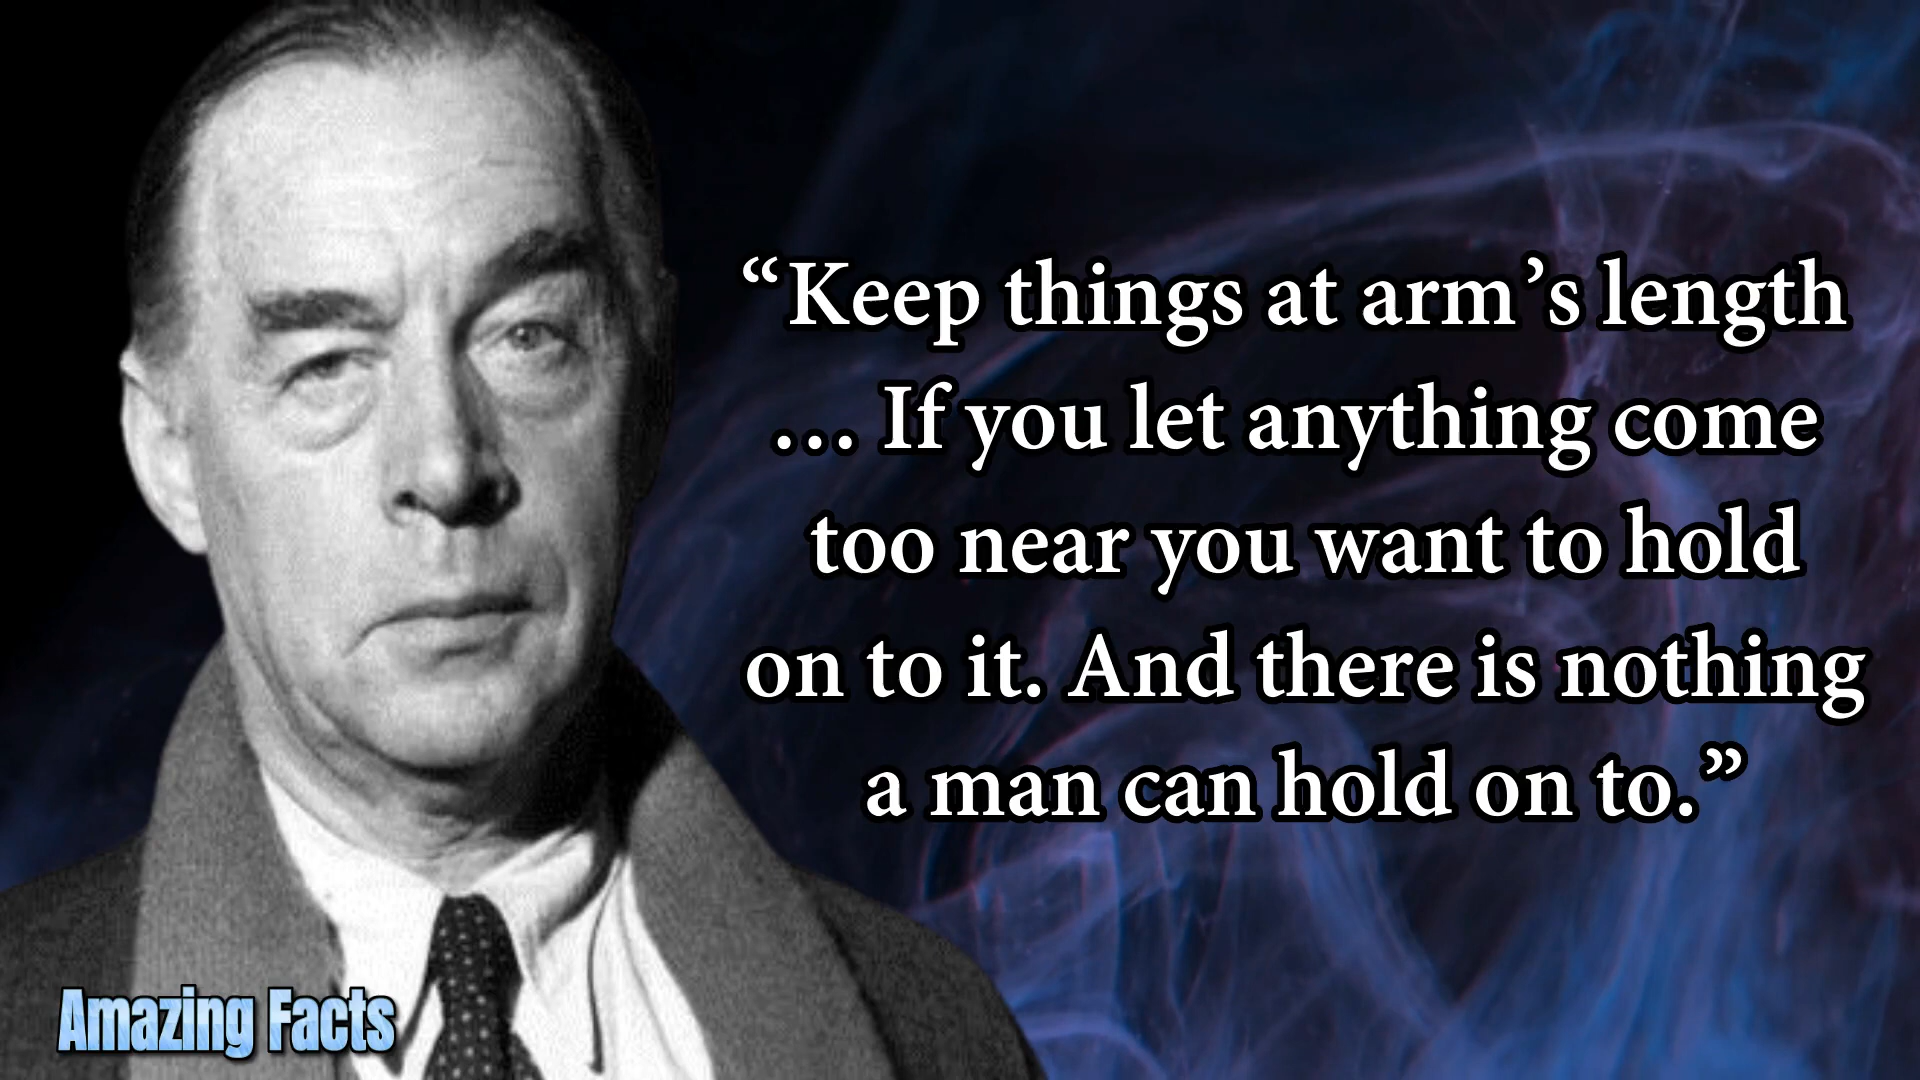 “Keep things at arm’s length
... If you let anything come
too near you want to hold
on to it. And there is nothing
a man can hold on to.”
Amazing Facts